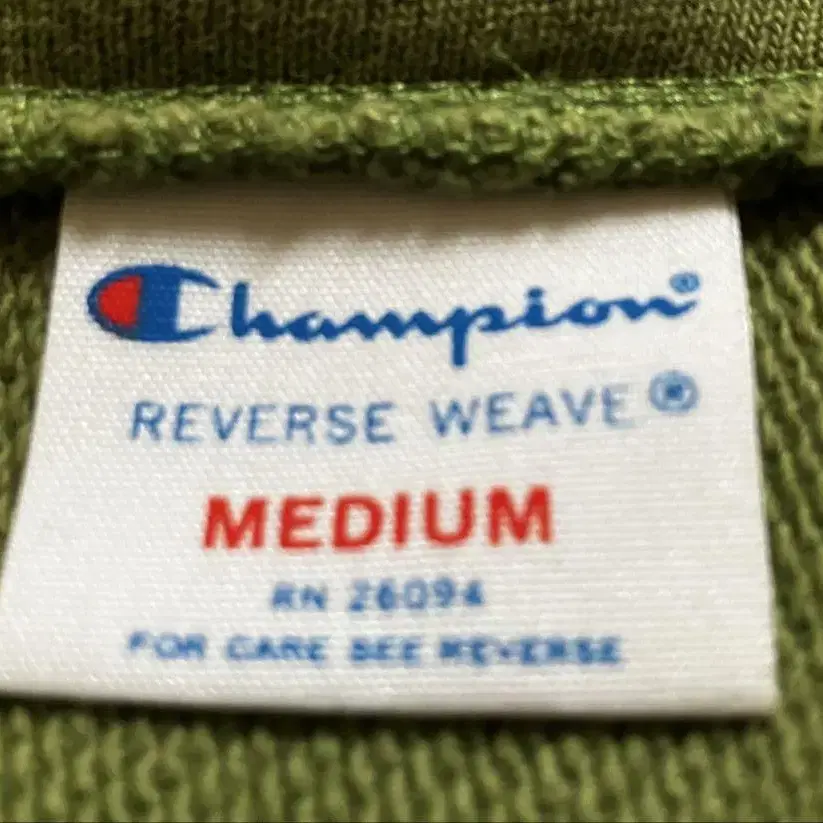 Champion®
REVERSE WEAVE®
MEDIUM
RN 26094
FOR CARE SEE REVERSE